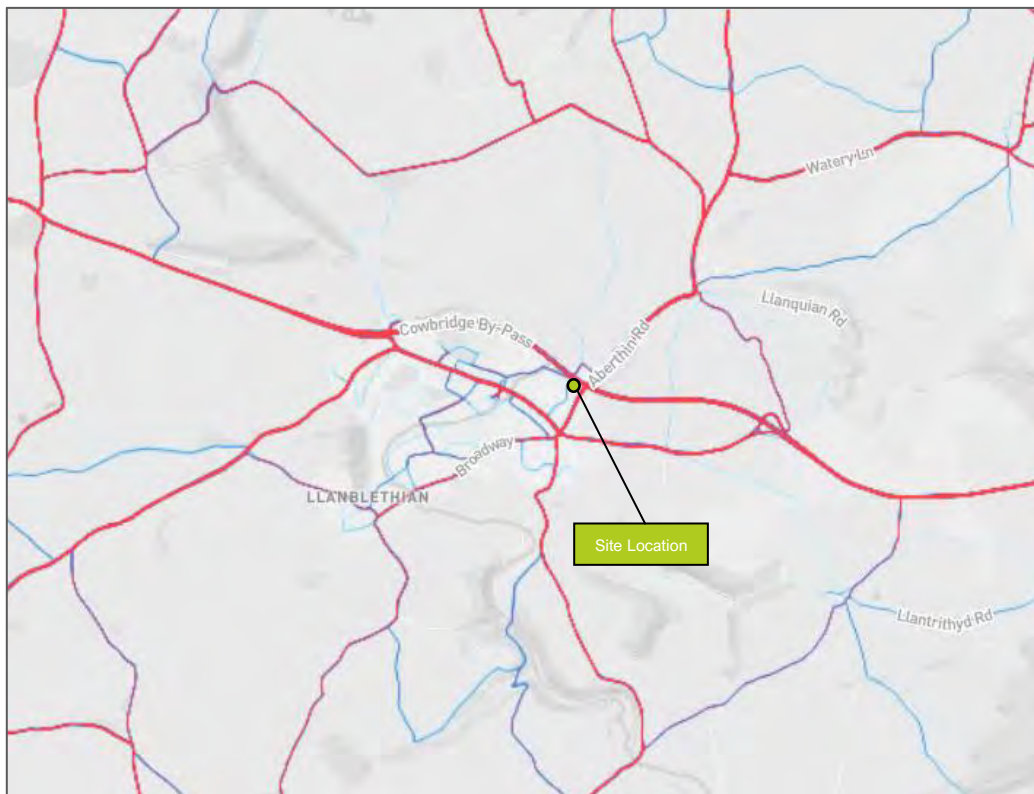 Watery Ln
Llanquian Rd
Cowbridge By-Pass
Aberthin Rd
Broadway
LLANBLETHIAN
Site Location
Llantrithyd Rd